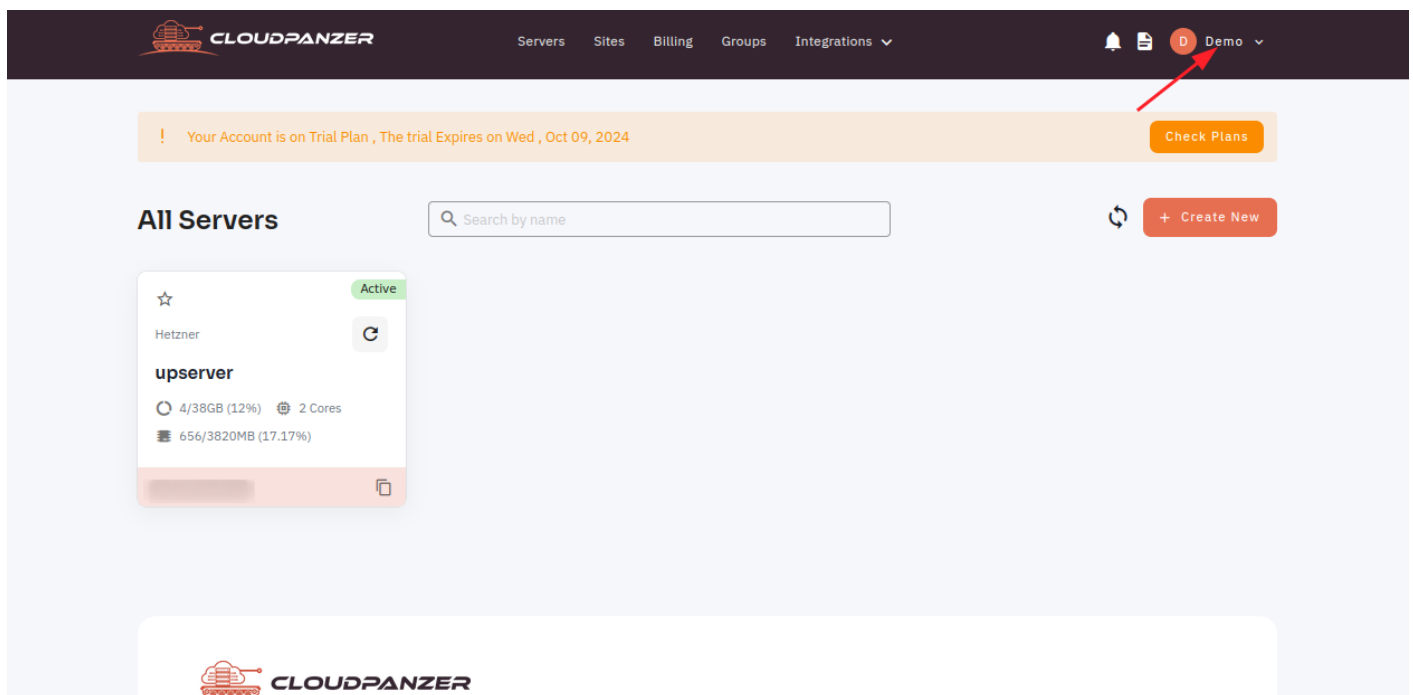 CLOUDPANZER
Servers Sites Billing Groups Integrations
D Demo
! Your Account is on Trial Plan , The trial Expires on Wed , Oct 09, 2024
Check Plans
All Servers
Search by name
+ Create New
Active
Hetzner
upserver
4/38GB (12%) 2 Cores
656/3820MB (17.17%)
CLOUDPANZER